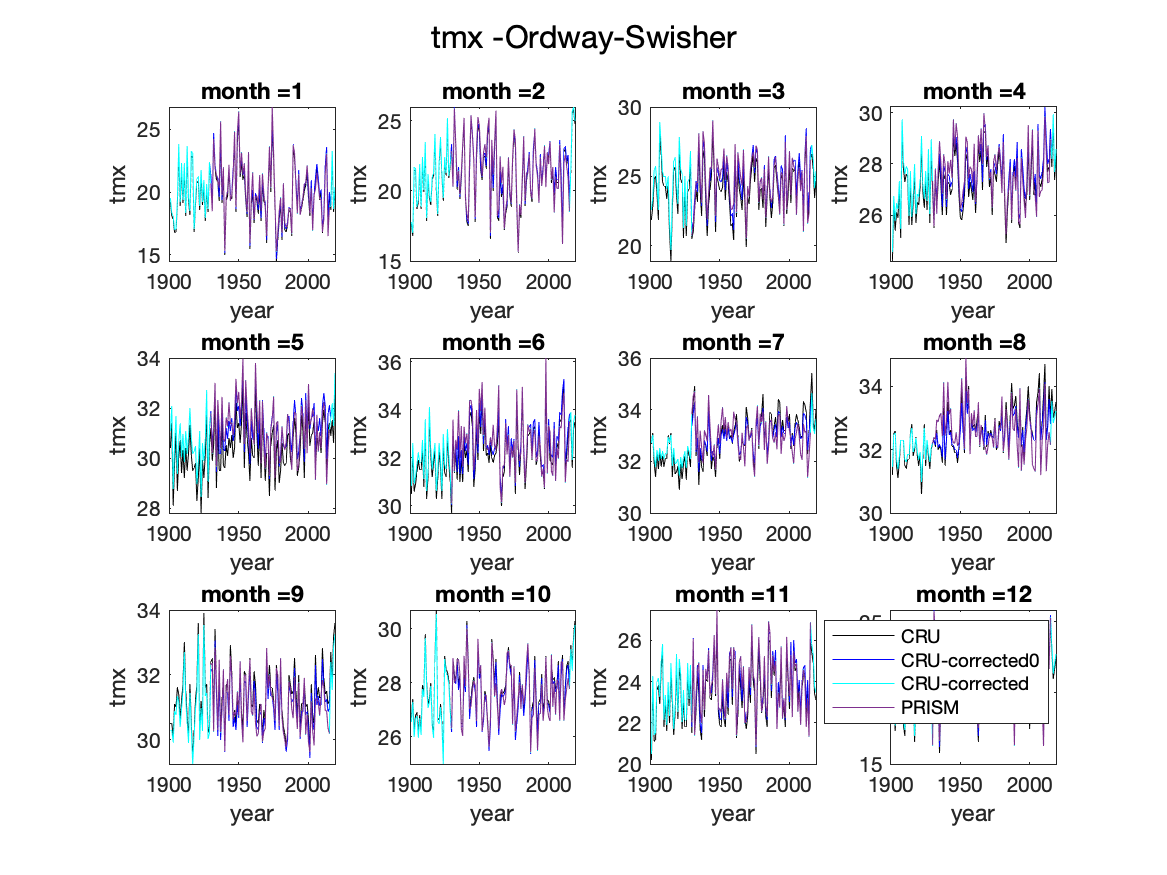 tmx -Ordway-Swisher
month =1
25
20
15
tmx
1900 1950 2000
year
month =2
25
20
15
tmx
1900 1950 2000
year
month =3
30
25
20
tmx
1900 1950 2000
year
month =4
30
28
26
tmx
1900 1950 2000
year
month =5
34
32
30
28
tmx
1900 1950 2000
year
month =6
36
34
32
30
tmx
1900 1950 2000
year
month =7
36
34
32
30
tmx
1900 1950 2000
year
month =8
34
32
30
tmx
1900 1950 2000
year
month =9
34
32
30
tmx
1900 1950 2000
year
month =10
30
28
26
tmx
1900 1950 2000
year
month =11
26
24
22
20
tmx
1900 1950 2000
year
month =12
CRU
CRU-corrected0
CRU-corrected
PRISM
15
1900 1950 2000
year